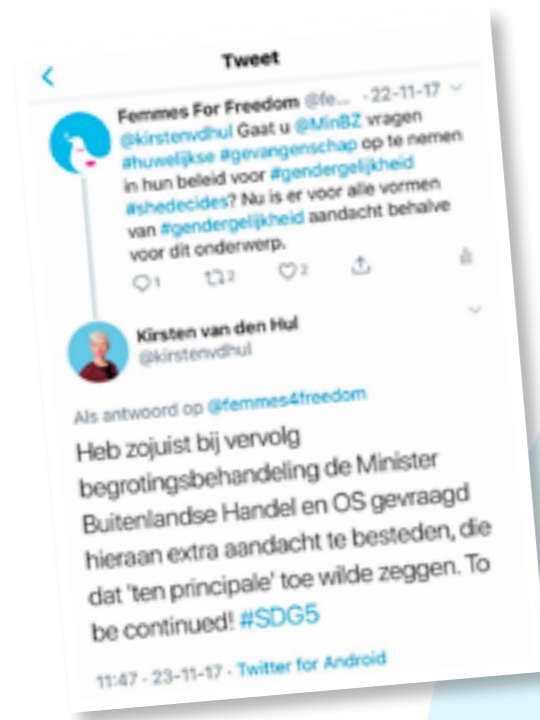 Tweet
Femmes For Freedom @fe... · 22-11-17
@kirstenvdhul Gaat u @MinBZ vragen
#huwelijkse #gevangenschap op te nemen
in hun beleid voor #gendergelijkheid
#shedecides? Nu is er voor alle vormen
van #gendergelijkheid aandacht behalve
voor dit onderwerp.
1 2 2
Kirsten van den Hul
@kirstenvdhul
Als antwoord op @femmes4freedom
Heb zojuist bij vervolg
begrotingsbehandeling de Minister
Buitenlandse Handel en OS gevraagd
hieraan extra aandacht te besteden, die
dat 'ten principale' toe wilde zeggen. To
be continued! #SDG5
11:47 · 23-11-17 · Twitter for Android